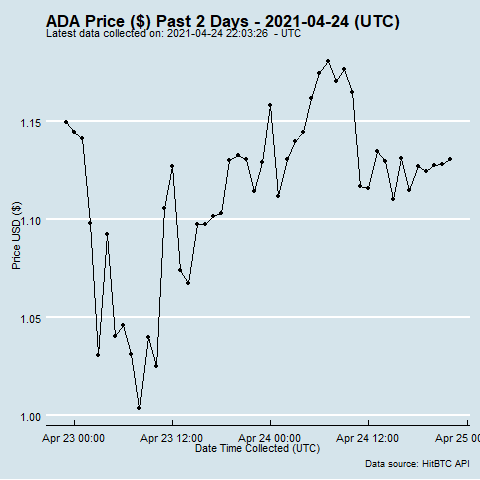 ADA Price ($) Past 2 Days - 2021-04-24 (UTC)
Latest data collected on: 2021-04-24 22:03:26 - UTC
1.15
1.10
Price USD ($)
1.05
1.00
Apr 23 00:00 Apr 23 12:00 Apr 24 00:00 Apr 24 12:00 Apr 25 00
Date Time Collected (UTC)
Data source: HitBTC API